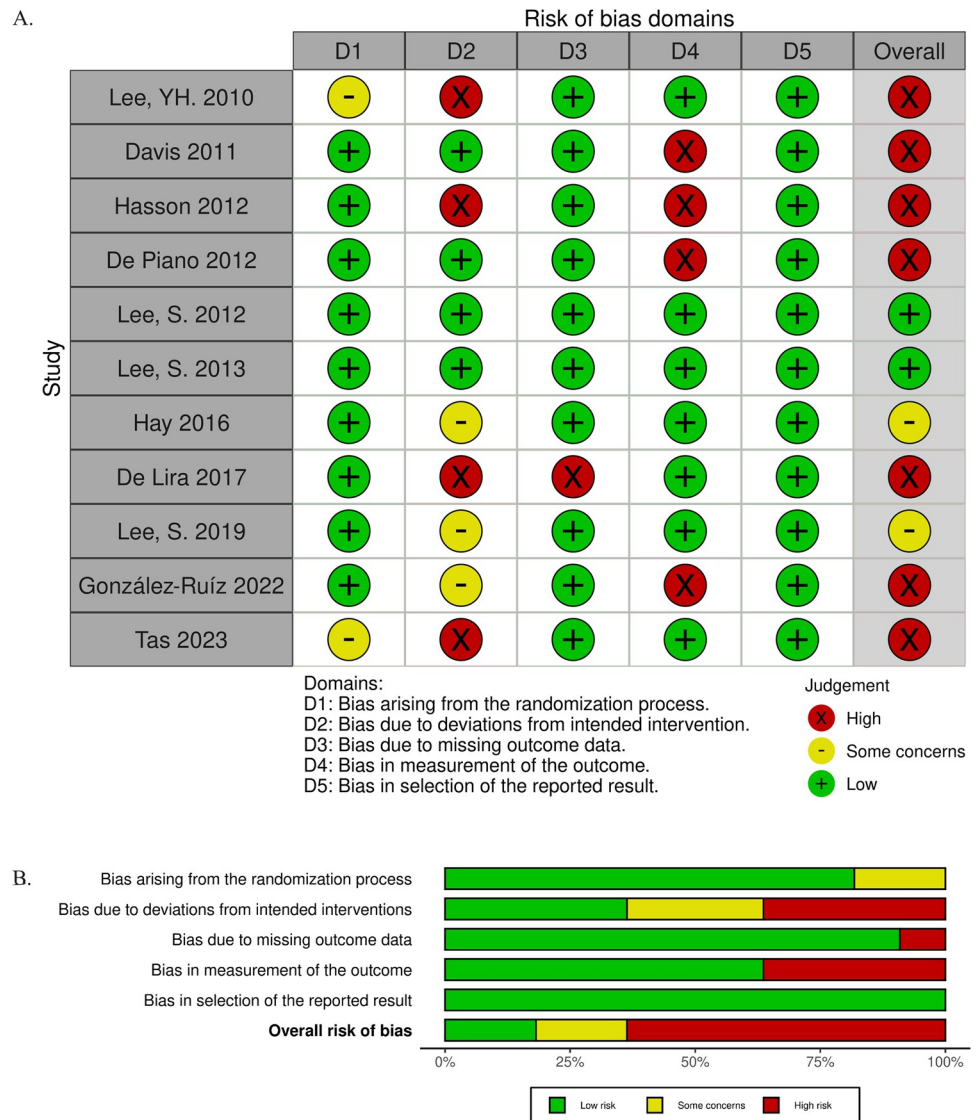 A.
Risk of bias domains
D1 D2 D3 D4 D5 Overall
Study
Lee, YH. 2010 - X + + + X
Davis 2011 + + + X + X
Hasson 2012 + X + X + X
De Piano 2012 + + + X + X
Lee, S. 2012 + + + + + +
Lee, S. 2013 + + + + + +
Hay 2016 + - + + + -
De Lira 2017 + X X + + X
Lee, S. 2019 + - + + + -
González-Ruíz 2022 + - + X + X
Tas 2023 - X + + + X
Domains:
D1: Bias arising from the randomization process.
D2: Bias due to deviations from intended intervention.
D3: Bias due to missing outcome data.
D4: Bias in measurement of the outcome.
D5: Bias in selection of the reported result.
Judgement
X High
- Some concerns
+ Low
B.
Bias arising from the randomization process
Bias due to deviations from intended interventions
Bias due to missing outcome data
Bias in measurement of the outcome
Bias in selection of the reported result
Overall risk of bias
0% 25% 50% 75% 100%
Low risk Some concerns High risk